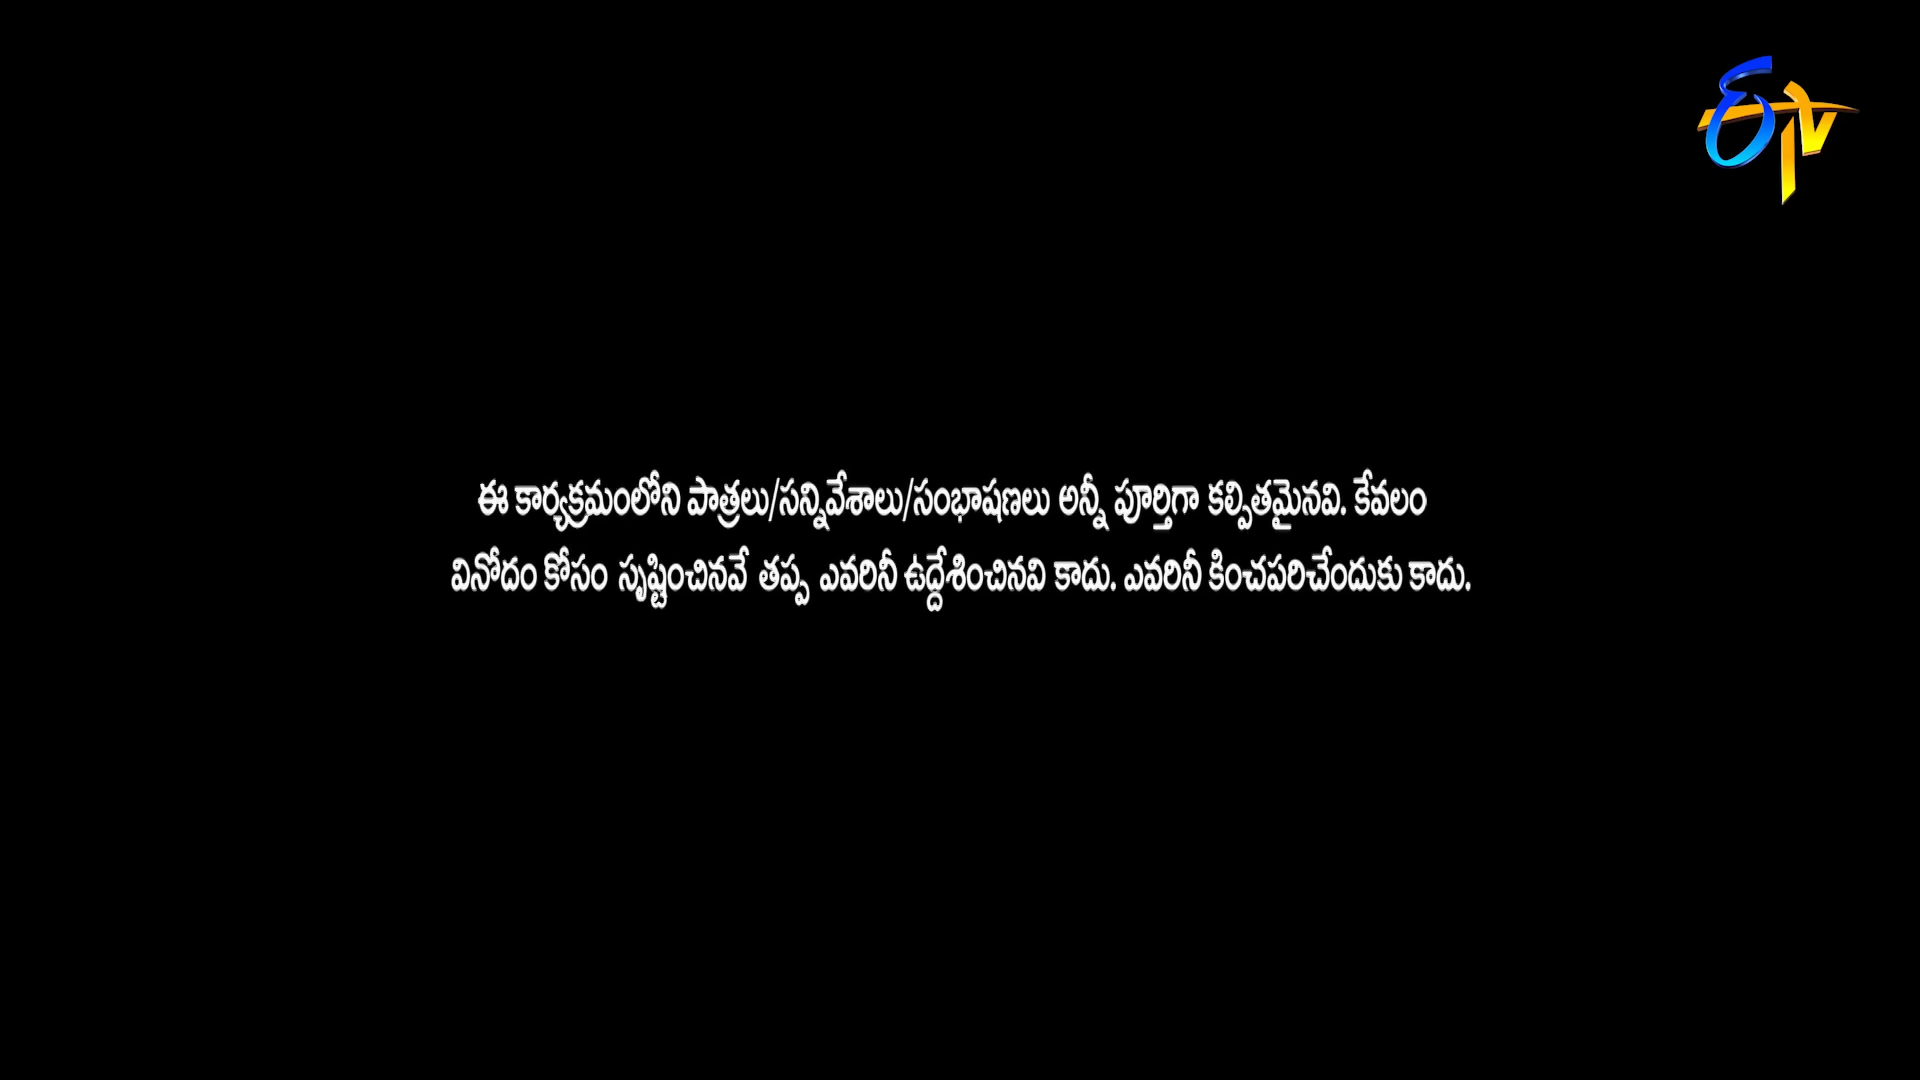 ETV
ఈ కార్యక్రమంలోని పాత్రలు/సన్నివేశాలు/సంభాషణలు అన్నీ పూర్తిగా కల్పితమైనవి. కేవలం
వినోదం కోసం సృష్టించినవే తప్ప ఎవరినీ ఉద్దేశించినవి కాదు. ఎవరినీ కించపరిచేందుకు కాదు.